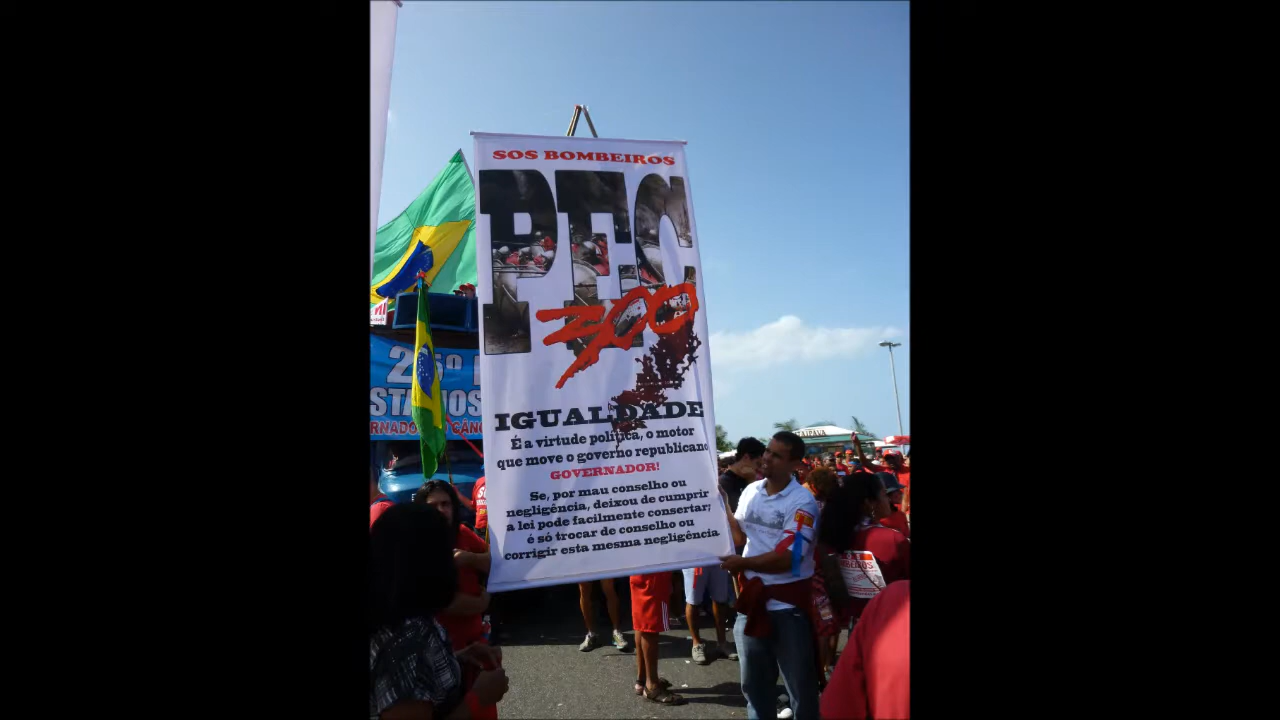 SOS BOMBEIROS
PEC
300
IGUALDADE
É a virtude política, o motor
que move o governo republicano
GOVERNADOR!
Se, por mau conselho ou
negligência, deixou de cumprir
a lei pode facilmente consertar;
é só trocar de conselho ou
corrigir esta mesma negligência
ITAIPAVA